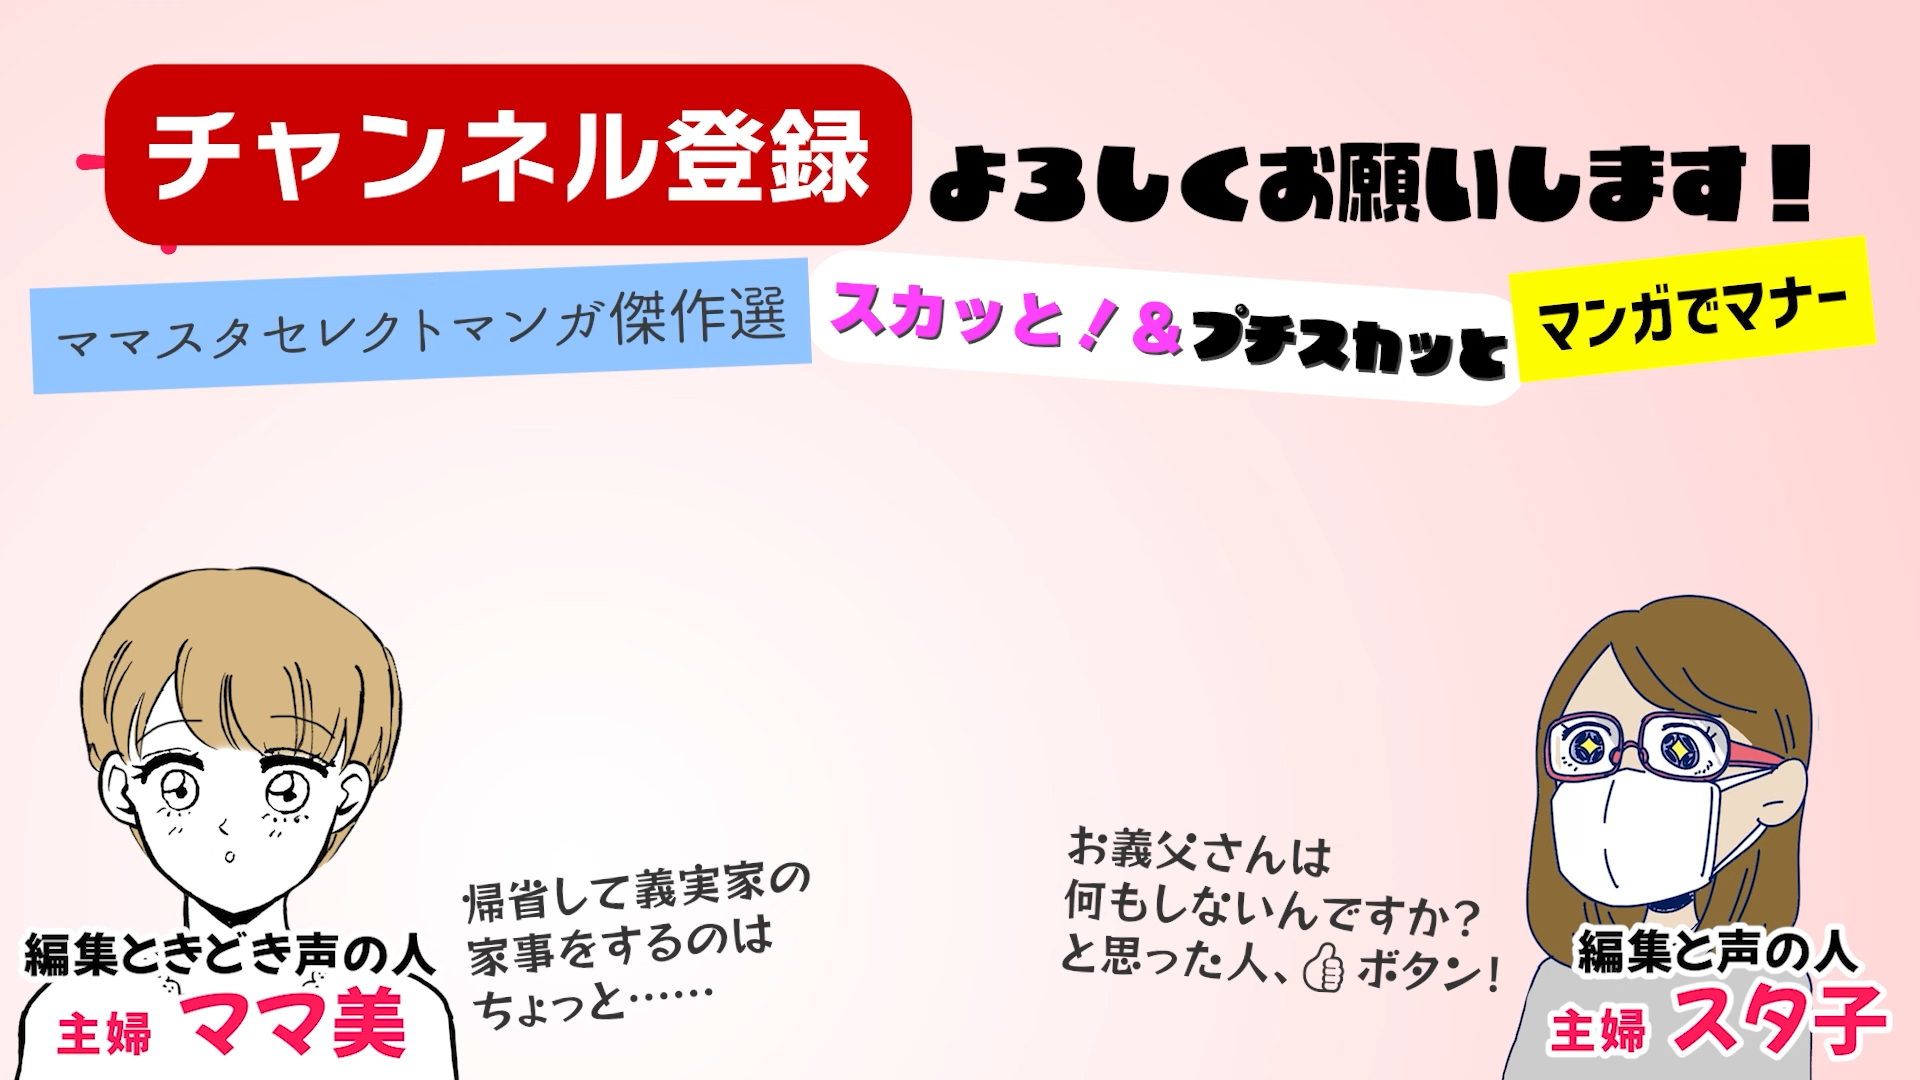 チャンネル登録 よろしくお願いします！
ママスタセレクトマンガ傑作選 スカッと！&プチスカッと マンガでマナー
帰省して義実家の
家事をするのは
ちょっと……
お義父さんは
何もしないんですか？
と思った人、ボタン！
編集ときどき声の人
主婦 ママ美
編集と声の人
主婦 スタ子